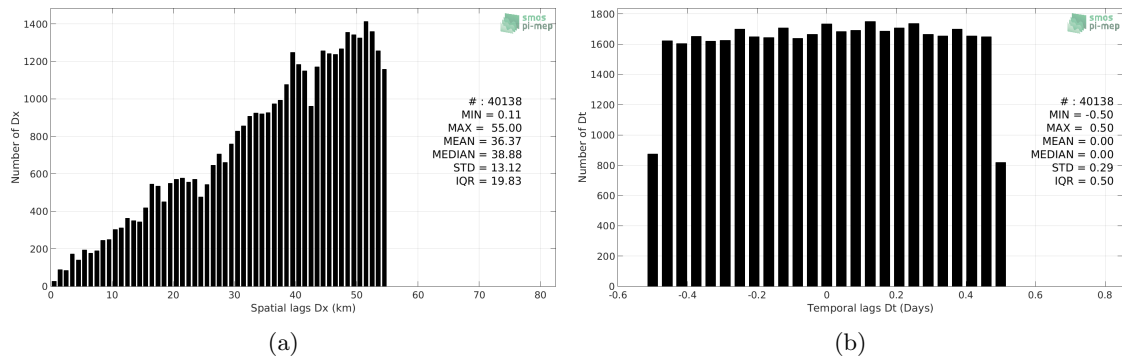 1400
1200
1000
800
600
400
200
0
0 10 20 30 40 50 60 70 80
Number of Dx
Spatial lags Dx (km)
smos
pi-mep
# : 40138
MIN = 0.11
MAX = 55.00
MEAN = 36.37
MEDIAN = 38.88
STD = 13.12
IQR = 19.83
(a)
1800
1600
1400
1200
1000
800
600
400
200
0
-0.6 -0.4 -0.2 0 0.2 0.4 0.6 0.8
Number of Dt
Temporal lags Dt (Days)
smos
pi-mep
# : 40138
MIN = -0.50
MAX = 0.50
MEAN = 0.00
MEDIAN = 0.00
STD = 0.29
IQR = 0.50
(b)